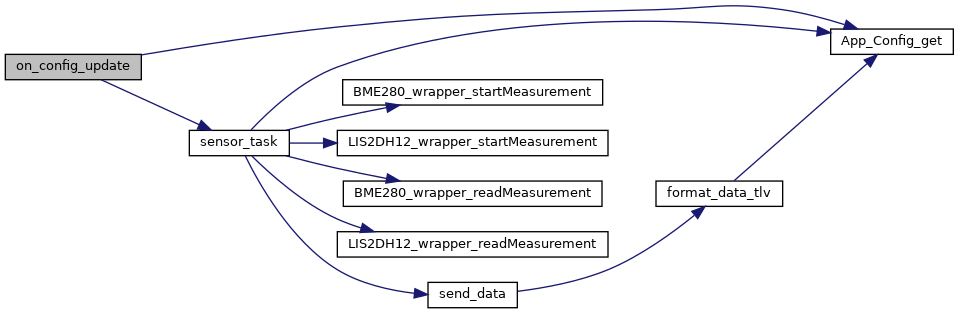 App_Config_get
on_config_update
BME280_wrapper_startMeasurement
sensor_task
LIS2DH12_wrapper_startMeasurement
BME280_wrapper_readMeasurement
format_data_tlv
LIS2DH12_wrapper_readMeasurement
send_data